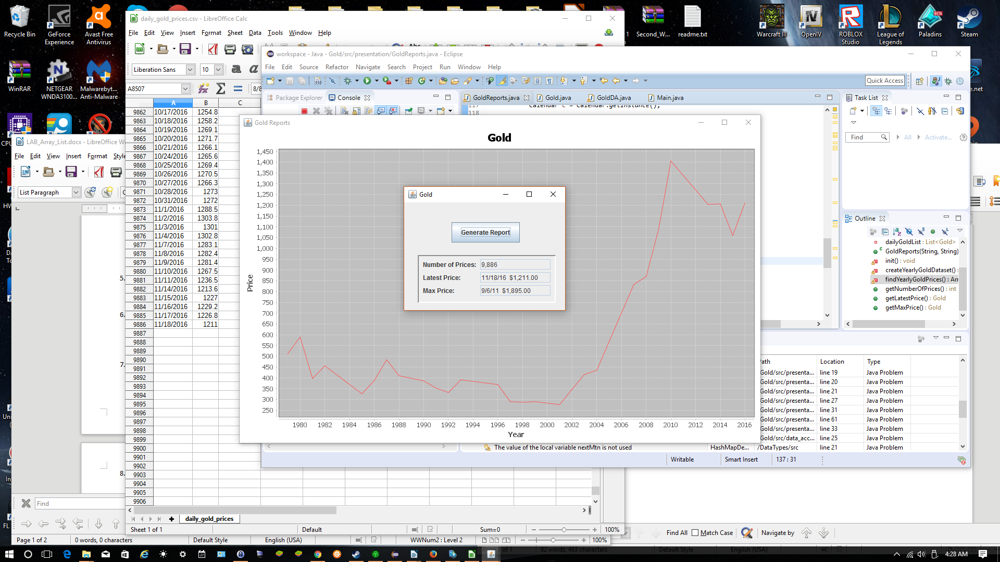 Recycle Bin
GeForce Experience
Avast Free Antivirus
WinRAR
NETGEAR WNDA3100...
Malwarebyt... Anti-Malware
Second_W...
readme.txt
Warcraft III
OpenIV
ROBLOX Studio
League of Legends
Paladins
BETA
Steam
daily_gold_prices.csv - LibreOffice Calc
File Edit View Insert Format Sheet Data Tools Window Help
Liberation Sans 10
A8507
A B C
9862 10/17/2016 1254.8
9863 10/18/2016 1258.2
9864 10/19/2016 1269.1
9865 10/20/2016 1271.7
9866 10/21/2016 1266.1
9867 10/24/2016 1265.6
9868 10/25/2016 1269.4
9869 10/26/2016 1270.5
9870 10/27/2016 1266.3
9871 10/28/2016 1273
9872 10/31/2016 1272
9873 11/1/2016 1288.5
9874 11/2/2016 1303.8
9875 11/3/2016 1301
9876 11/4/2016 1302.8
9877 11/7/2016 1283.1
9878 11/8/2016 1282.4
9879 11/9/2016 1281.4
9880 11/10/2016 1267.5
9881 11/11/2016 1236.5
9882 11/14/2016 1213.6
9883 11/15/2016 1227
9884 11/16/2016 1229.2
9885 11/17/2016 1226.8
9886 11/18/2016 1211
9887
9888
9889
9890
9891
9892
9893
9894
9895
9896
9897
9898
9899
9900
9901
9902
9903
9904
9905
9906
daily_gold_prices
Sheet 1 of 1 Default Sum=0 100%
LAB_Array_List.docx - LibreOffice W
File Edit View Insert Format Style
List Paragraph
5.
6.
7.
8.
Find
Page 1 of 2 0 words, 0 characters Default Style English (USA) WWNum2 : Level 2 100%
workspace - Java - Gold/src/presentation/GoldReports.java - Eclipse
File Edit Source Refactor Navigate Search Project Run Window Help
Quick Access
Package Explorer Console
GoldReports.java Gold.java GoldDA.java Main.java
117
118
Calendar c = Calendar.getInstance();
Task List
Find All Activate...
Outline
dailyGoldList : List<Gold>
GoldReports(String, String)
init() : void
createYearlyGoldDataset() :
findYearlyGoldPrices() : Arr
getNumberOfPrices() : int
getLatestPrice() : Gold
getMaxPrice() : Gold
Path Location Type
Gold/src/presenta... line 19 Java Problem
Gold/src/presenta... line 20 Java Problem
Gold/src/presenta... line 21 Java Problem
Gold/src/presenta... line 27 Java Problem
Gold/src/presenta... line 31 Java Problem
Gold/src/presenta... line 61 Java Problem
Gold/src/presenta... line 33 Java Problem
Gold/src/data_acc... line 25 Java Problem
The value of the local variable nextMtn is not used HashMapDe... /DataTypes/src line 21 Java Problem
Writable Smart Insert 137 : 31
Gold Reports
Gold
1,450
1,400
1,350
1,300
1,250
1,200
1,150
1,100
1,050
1,000
950
900
850
800
750
700
650
600
550
500
450
400
350
300
250
Price
1980 1982 1984 1986 1988 1990 1992 1994 1996 1998 2000 2002 2004 2006 2008 2010 2012 2014 2016
Year
Gold
Generate Report
Number of Prices: 9,886
Latest Price: 11/18/16 $1,211.00
Max Price: 9/6/11 $1,895.00
Find All Match Case Navigate by
82 words, 463 characters Default Style English (USA)
4:28 AM